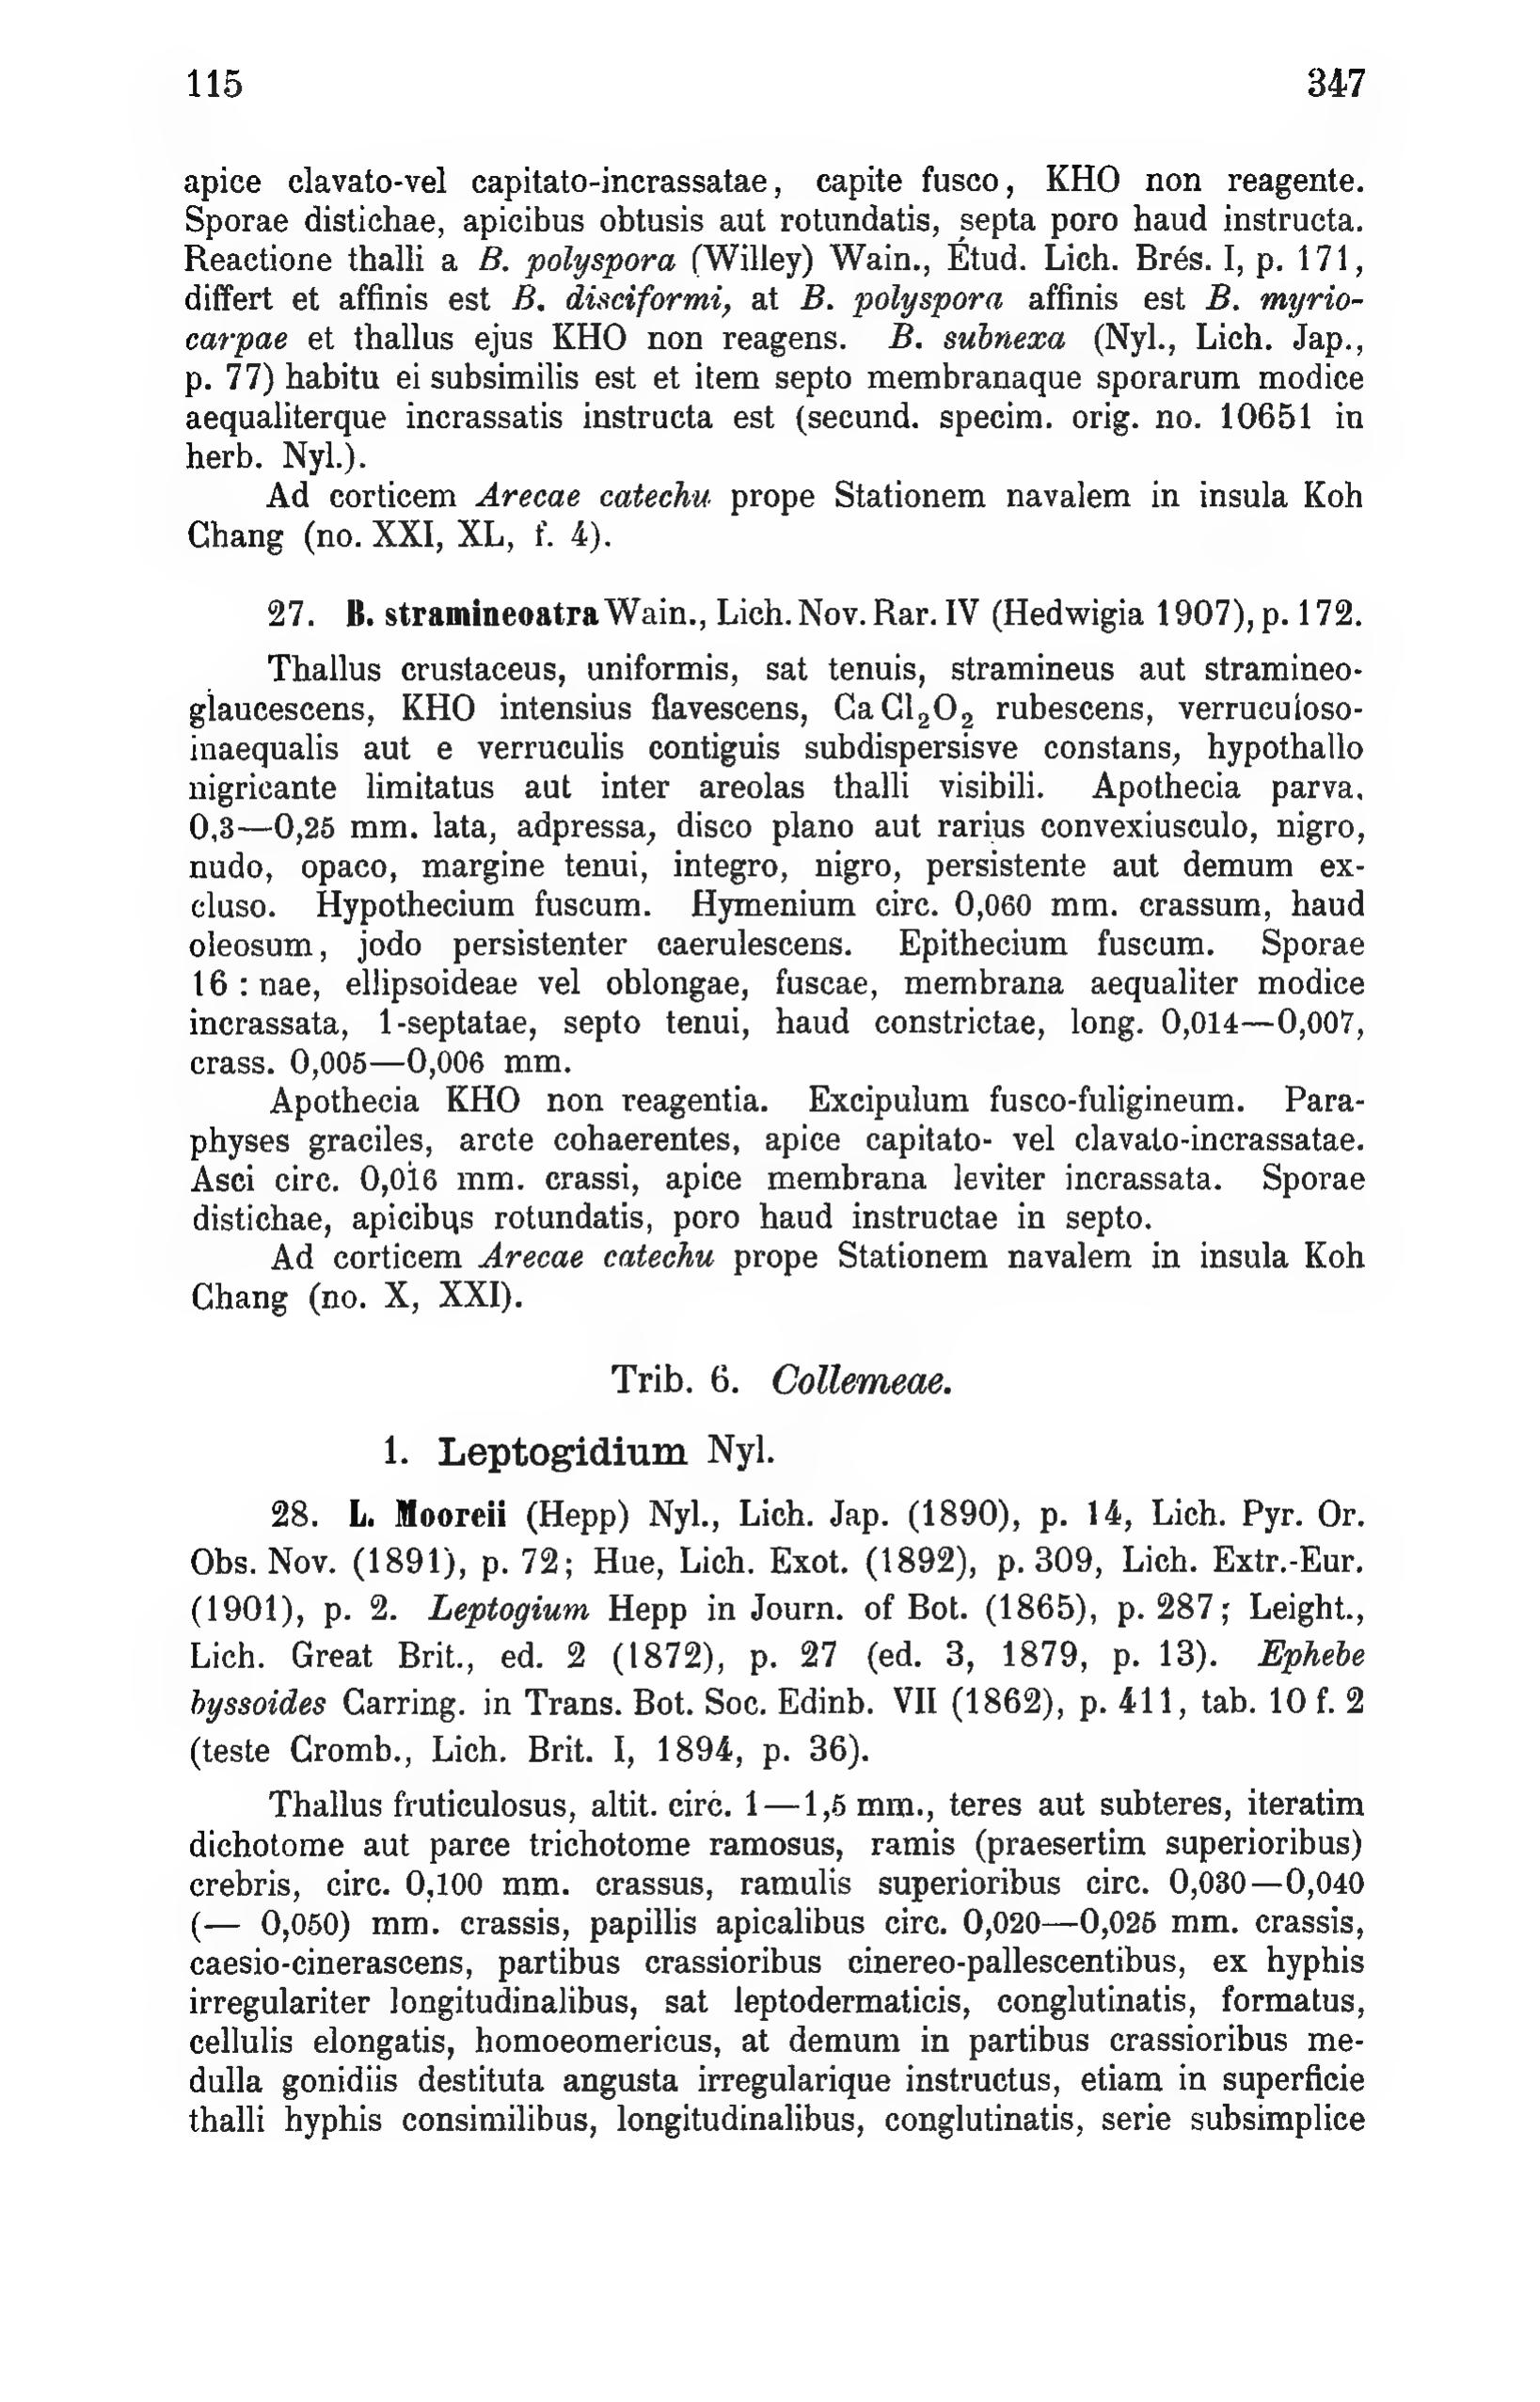 115 347
apice clavato-vel capitato-incrassatae, capite fusco, KHO non reagente.
Sporae distichae, apicibus obtusis aut rotundatis, septa poro haud instructa.
Reactione thalli a B. polyspora (Willey) Wain., Étud. Lich. Brés. I, p. 171,
differt et affinis est B. disciformi, at B. polyspora affinis est B. myrio-
carpae et thallus ejus KHO non reagens. B. subnexa (Nyl., Lich. Jap.,
p. 77) habitu ei subsimilis est et item septo membranaque sporarum modice
aequaliterque incrassatis instructa est (secund. specim. orig. no. 10651 in
herb. Nyl.).
Ad corticem Arecae catechu prope Stationem navalem in insula Koh
Chang (no. XXI, XL, f. 4).
27. B. stramineoatra Wain., Lich. Nov. Rar. IV (Hedwigia 1907), p. 172.
Thallus crustaceus, uniformis, sat tenuis, stramineus aut stramineo-
glaucescens, KHO intensius flavescens, CaCl₂O₂ rubescens, verruculoso-
inaequalis aut e verruculis contiguis subdispersisve constans, hypothallo
nigricante limitatus aut inter areolas thalli visibili. Apothecia parva,
0,3—0,25 mm. lata, adpressa, disco plano aut rarius convexiusculo, nigro,
nudo, opaco, margine tenui, integro, nigro, persistente aut demum ex-
cluso. Hypothecium fuscum. Hymenium circ. 0,060 mm. crassum, haud
oleosum, jodo persistenter caerulescens. Epithecium fuscum. Sporae
16 : nae, ellipsoideae vel oblongae, fuscae, membrana aequaliter modice
incrassata, 1-septatae, septo tenui, haud constrictae, long. 0,014—0,007,
crass. 0,005—0,006 mm.
Apothecia KHO non reagentia. Excipulum fusco-fuligineum. Para-
physes graciles, arcte cohaerentes, apice capitato- vel clavato-incrassatae.
Asci circ. 0,016 mm. crassi, apice membrana leviter incrassata. Sporae
distichae, apicibus rotundatis, poro haud instructae in septo.
Ad corticem Arecae catechu prope Stationem navalem in insula Koh
Chang (no. X, XXI).
Trib. 6. Collemeae.
1. Leptogidium Nyl.
28. L. Mooreii (Hepp) Nyl., Lich. Jap. (1890), p. 14, Lich. Pyr. Or.
Obs. Nov. (1891), p. 72; Hue, Lich. Exot. (1892), p. 309, Lich. Extr.-Eur.
(1901), p. 2. Leptogium Hepp in Journ. of Bot. (1865), p. 287; Leight.,
Lich. Great Brit., ed. 2 (1872), p. 27 (ed. 3, 1879, p. 13). Ephebe
byssoides Carring. in Trans. Bot. Soc. Edinb. VII (1862), p. 411, tab. 10 f. 2
(teste Cromb., Lich. Brit. I, 1894, p. 36).
Thallus fruticulosus, altit. circ. 1—1,5 mm., teres aut subteres, iteratim
dichotome aut parce trichotome ramosus, ramis (praesertim superioribus)
crebris, circ. 0,100 mm. crassus, ramulis superioribus circ. 0,030—0,040
(— 0,050) mm. crassis, papillis apicalibus circ. 0,020—0,025 mm. crassis,
caesio-cinerascens, partibus crassioribus cinereo-pallescentibus, ex hyphis
irregulariter longitudinalibus, sat leptodermaticis, conglutinatis, formatus,
cellulis elongatis, homoeomericus, at demum in partibus crassioribus me-
dulla gonidiis destituta angusta irregularique instructus, etiam in superficie
thalli hyphis consimilibus, longitudinalibus, conglutinatis, serie subsimplice